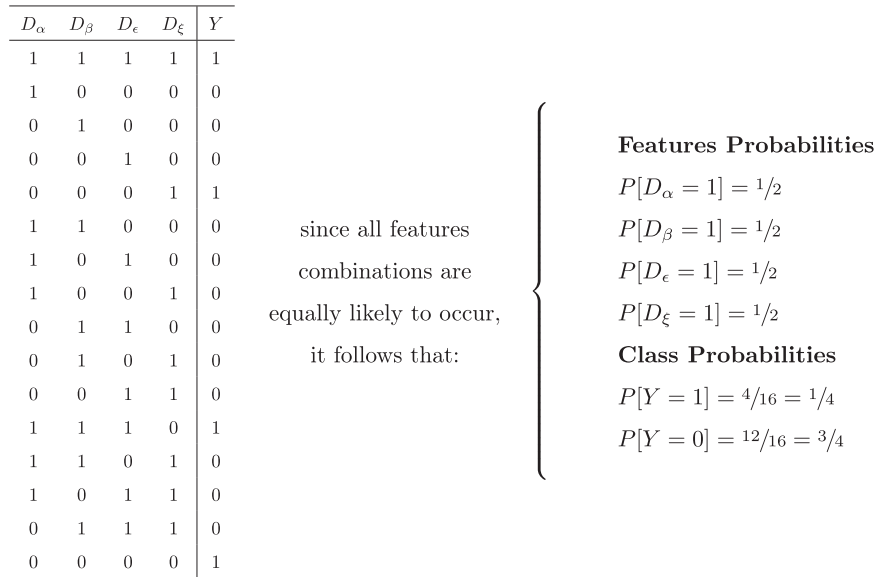 D_α D_β D_ϵ D_ξ Y
1 1 1 1 1
1 0 0 0 0
0 1 0 0 0
0 0 1 0 0
0 0 0 1 1
1 1 0 0 0
1 0 1 0 0
1 0 0 1 0
0 1 1 0 0
0 1 0 1 0
0 0 1 1 0
1 1 1 0 1
1 1 0 1 0
1 0 1 1 0
0 1 1 1 0
0 0 0 0 1
since all features
combinations are
equally likely to occur,
it follows that:
Features Probabilities
P[D_α = 1] = 1/2
P[D_β = 1] = 1/2
P[D_ϵ = 1] = 1/2
P[D_ξ = 1] = 1/2
Class Probabilities
P[Y = 1] = 4/16 = 1/4
P[Y = 0] = 12/16 = 3/4